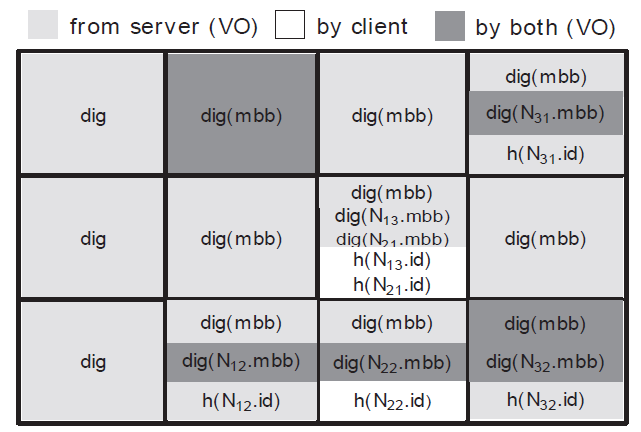 from server (VO) by client by both (VO)
dig dig(mbb) dig(mbb) dig(mbb)
dig(N31.mbb)
h(N31.id)
dig dig(mbb) dig(mbb) dig(mbb)
dig(N13.mbb)
dig(N21.mbb)
h(N13.id)
h(N21.id)
dig dig(mbb) dig(mbb) dig(mbb)
dig(N12.mbb) dig(N22.mbb) dig(N32.mbb)
h(N12.id) h(N22.id) h(N32.id)